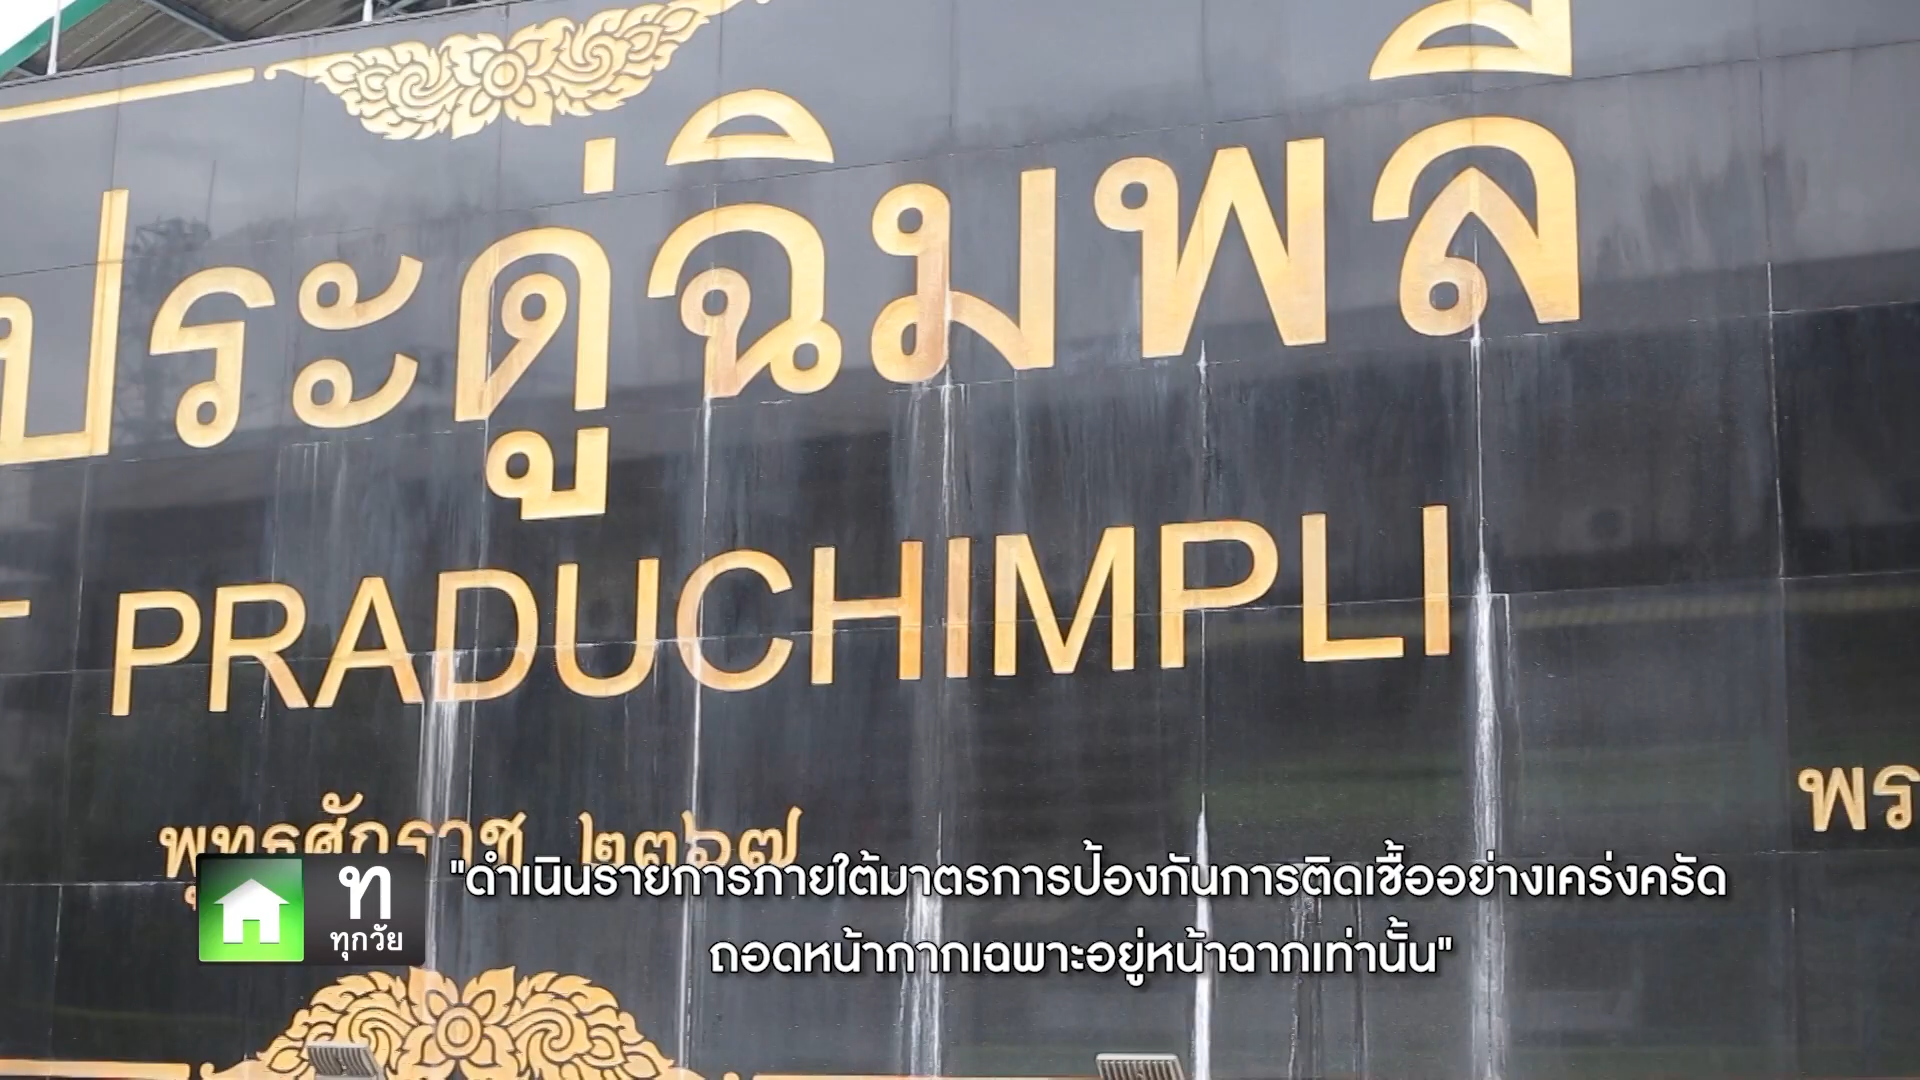 ประดู่ฉิมพลี
PRADUCHIMPLI
พุทธศักราช ๒๓๖๗
พร
ท
ทุกวัย
"ดำเนินรายการภายใต้มาตรการป้องกันการติดเชื้ออย่างเคร่งครัด
ถอดหน้ากากเฉพาะอยู่หน้าฉากเท่านั้น"